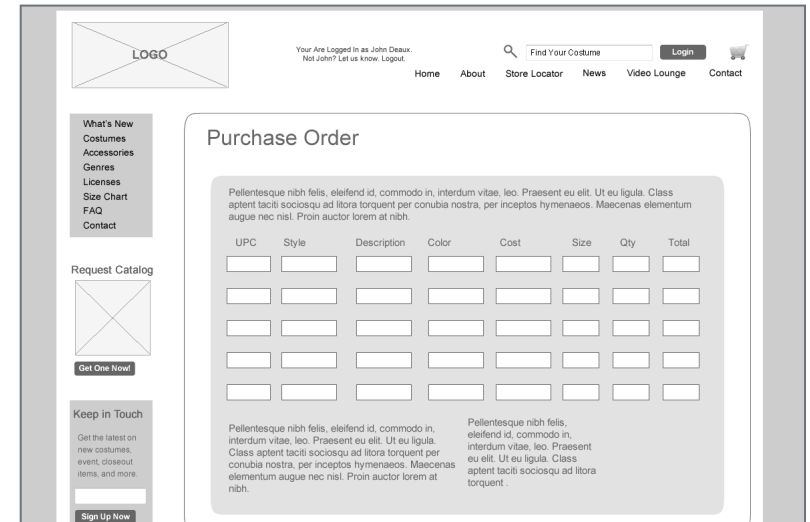 LOGO
Your Are Logged In as John Deaux.
Not John? Let us know. Logout.
Find Your Costume
Login
Home About Store Locator News Video Lounge Contact
What's New
Costumes
Accessories
Genres
Licenses
Size Chart
FAQ
Contact
Request Catalog
Get One Now!
Keep in Touch
Get the latest on
new costumes,
event, closeout
items, and more.
Sign Up Now
Purchase Order
Pellentesque nibh felis, eleifend id, commodo in, interdum vitae, leo. Praesent eu elit. Ut eu ligula. Class
aptent taciti sociosqu ad litora torquent per conubia nostra, per inceptos hymenaeos. Maecenas elementum
augue nec nisl. Proin auctor lorem at nibh.
UPC Style Description Color Cost Size Qty Total
Pellentesque nibh felis, eleifend id, commodo in,
interdum vitae, leo. Praesent eu elit. Ut eu ligula.
Class aptent taciti sociosqu ad litora torquent per
conubia nostra, per inceptos hymenaeos. Maecenas
elementum augue nec nisl. Proin auctor lorem at
nibh.
Pellentesque nibh felis,
eleifend id, commodo in,
interdum vitae, leo. Praesent
eu elit. Ut eu ligula. Class
aptent taciti sociosqu ad litora
torquent .